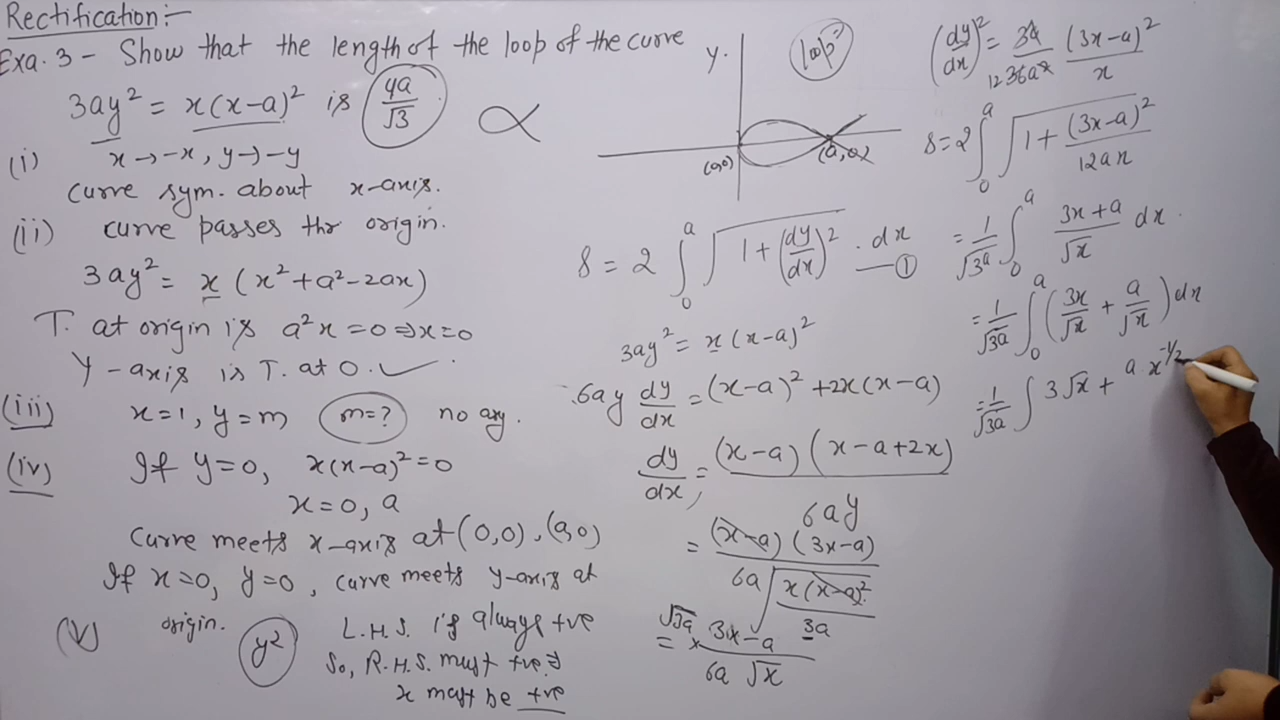 Rectification:-
Exa. 3 - Show that the length of the loop of the curve
3ay² = x(x-a)² is 4a/√3
(i) x→-x, y→-y
curve sym. about x-axis.
(ii) curve passes thr origin.
3ay² = x (x²+a²-2ax)
T. at origin is a²x=0⇒x=0
Y-axis is T. at O. ✓
(iii) x=1, y=m m=? no asy.
(iv) If y=0, x(x-a)²=0
x=0, a
Curve meets x-axis at (0,0), (a,0)
If x=0, y=0, curve meets y-axis at
origin.
(v) y² L.H.S. is always +ve
So, R.H.S. must +ve
x must be +ve
y. loop
(0,0) (a,0)
S = 2 ∫₀ᵃ √(1+(dy/dx)²) . dx —①
3ay² = x(x-a)²
6ay dy/dx = (x-a)² + 2x(x-a)
dy/dx = (x-a)(x-a+2x) / 6ay
= (x-a)(3x-a) / 6a√(x(x-a)²/3a)
= √3a × 3x-a / 6a √x
(dy/dx)² = 3a/1236a² (3x-a)²/x
S=2 ∫₀ᵃ √(1+(3x-a)²/12ax)
= 1/√3a ∫₀ᵃ 3x+a/√x dx.
= 1/√3a ∫₀ᵃ (3x/√x + a/√x) dx
= 1/√3a ∫ 3√x + a x^-1/2